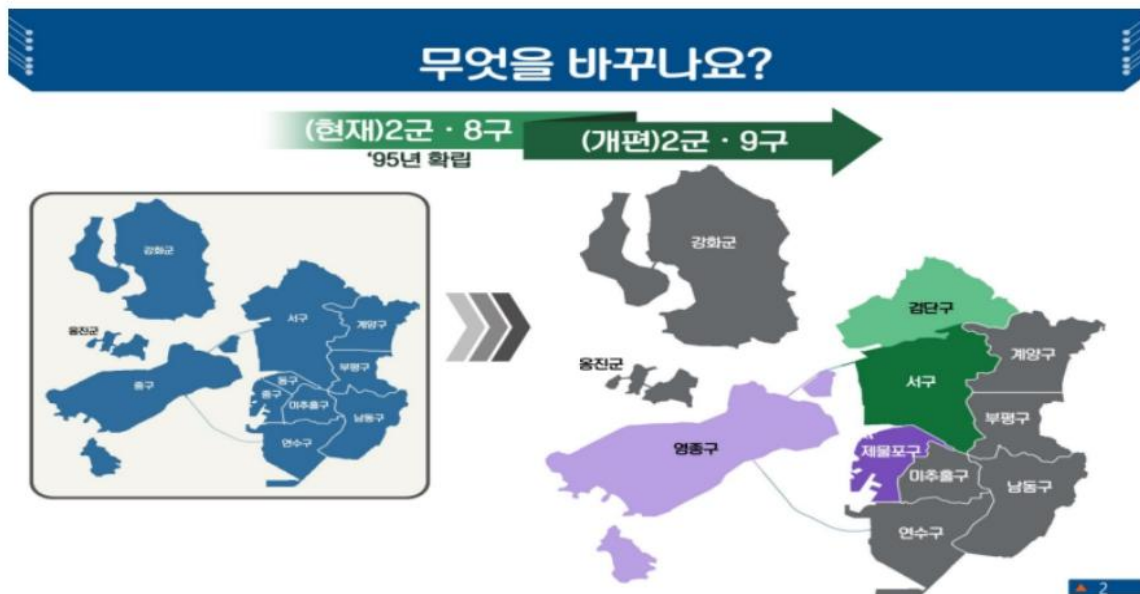 무엇을 바꾸나요?
(현재)2군 · 8구
'95년 확립
(개편)2군 · 9구
강화군
옹진군
서구
계양구
중구
동구
중구
부평구
미추홀구
남동구
연수구
강화군
옹진군
검단구
계양구
서구
부평구
영종구
제물포구
미추홀구
남동구
연수구
2